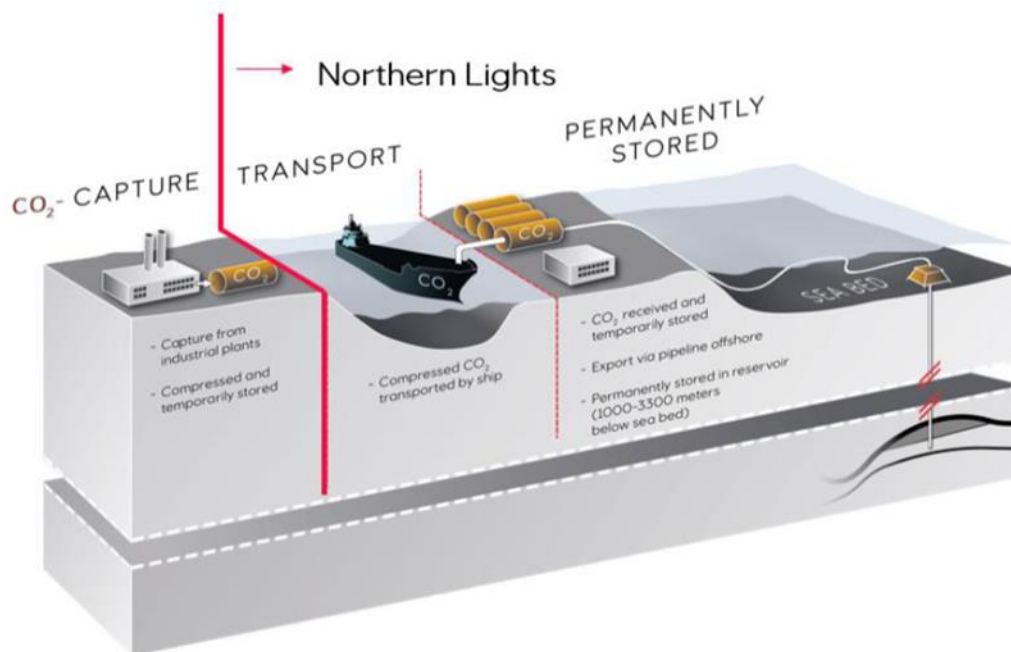 Northern Lights
CO₂- CAPTURE
TRANSPORT
PERMANENTLY
STORED
CO₂
CO₂
CO₂
SEA BED
- Capture from
industrial plants
- Compressed and
temporarily stored
- Compressed CO₂
transported by ship
- CO₂ received and
temporarily stored
- Export via pipeline offshore
- Permanently stored in reservoir
(1000-3300 meters
below sea bed)